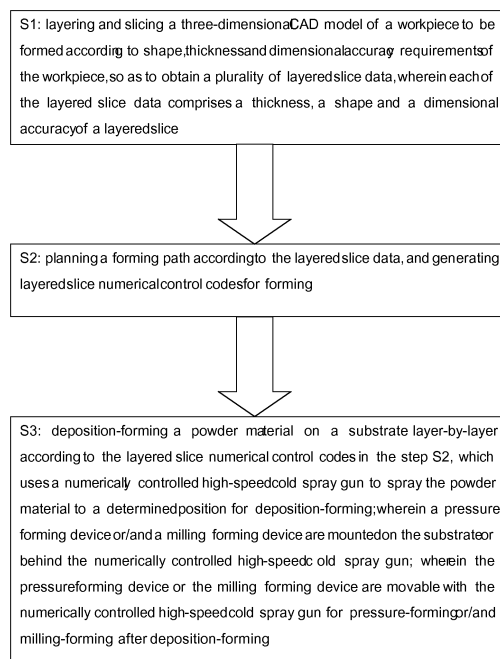 S1: layering and slicing a three-dimensional CAD model of a workpiece to be
formed according to shape, thickness and dimensional accuracy requirements of
the workpiece, so as to obtain a plurality of layered slice data, wherein each of
the layered slice data comprises a thickness, a shape and a dimensional
accuracy of a layered slice
S2: planning a forming path according to the layered slice data, and generating
layered slice numerical control codes for forming
S3: deposition-forming a powder material on a substrate layer-by-layer
according to the layered slice numerical control codes in the step S2, which
uses a numerically controlled high-speed cold spray gun to spray the powder
material to a determined position for deposition-forming; wherein a pressure
forming device or/and a milling forming device are mounted on the substrate or
behind the numerically controlled high-speed cold spray gun; wherein the
pressure forming device or the milling forming device are movable with the
numerically controlled high-speed cold spray gun for pressure-forming or/and
milling-forming after deposition-forming